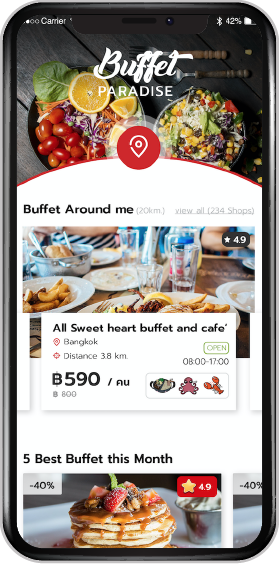 Carrier
42%
Buffet
PARADISE
Buffet Around me (20km.) view all (234 Shops)
★ 4.9
All Sweet heart buffet and cafe'
Bangkok
OPEN
Distance 3.8 km.
08:00-17:00
฿590 / คน
฿ 800
5 Best Buffet this Month
-40%
4.9
-40%